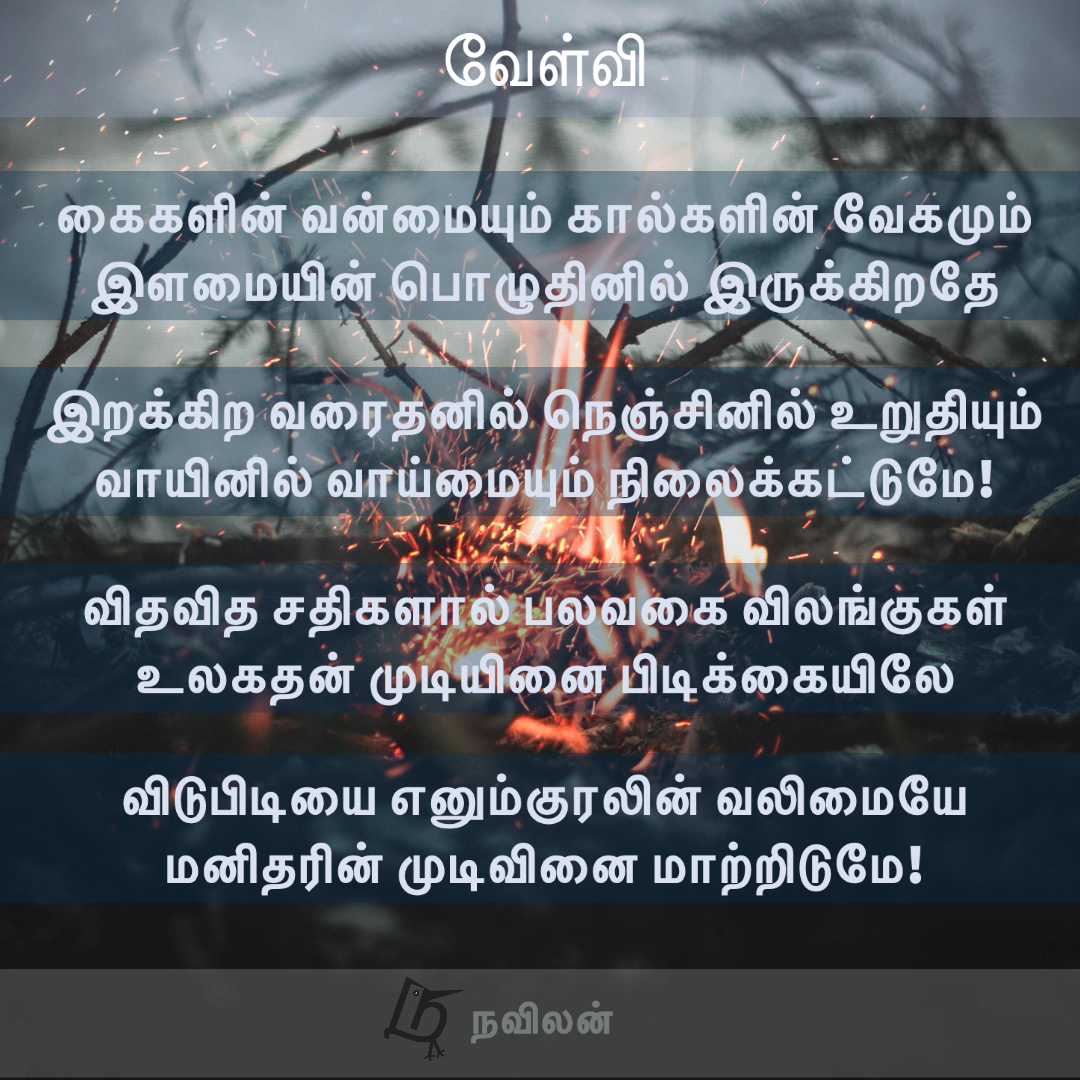 வேள்வி
கைகளின் வன்மையும் கால்களின் வேகமும்
இளமையின் பொழுதினில் இருக்கிறதே
இறக்கிற வரைதனில் நெஞ்சினில் உறுதியும்
வாயினில் வாய்மையும் நிலைக்கட்டுமே!
விதவித சதிகளால் பலவகை விலங்குகள்
உலகதன் முடியினை பிடிக்கையிலே
விடுபிடியை எனும்குரலின் வலிமையே
மனிதரின் முடிவினை மாற்றிடுமே!
நவிலன்